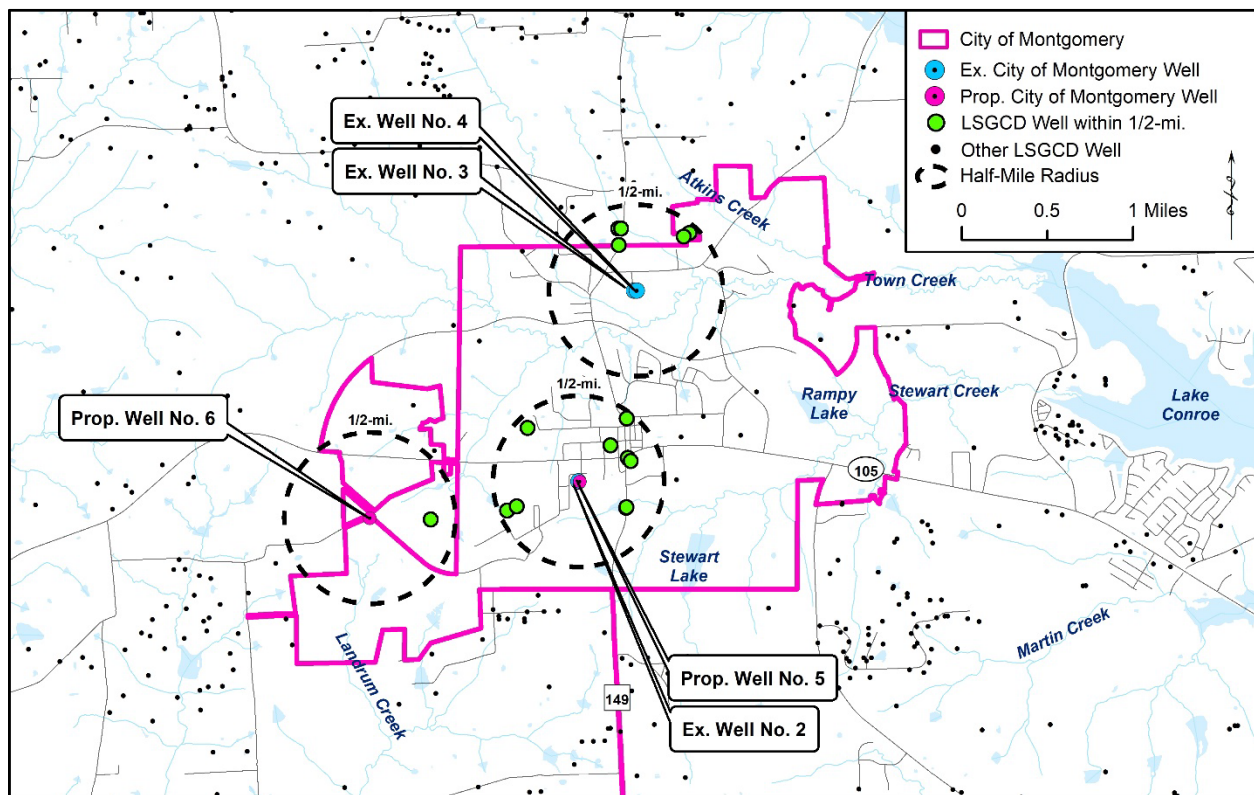 City of Montgomery
Ex. City of Montgomery Well
Prop. City of Montgomery Well
LSGCD Well within 1/2-mi.
Other LSGCD Well
Half-Mile Radius
0 0.5 1 Miles
Ex. Well No. 4
Ex. Well No. 3
1/2-mi.
Atkins Creek
Town Creek
Rampy
Lake
Stewart Creek
Lake
Conroe
1/2-mi.
Prop. Well No. 6
1/2-mi.
105
Stewart
Lake
Martin Creek
Landrum Creek
Prop. Well No. 5
149
Ex. Well No. 2